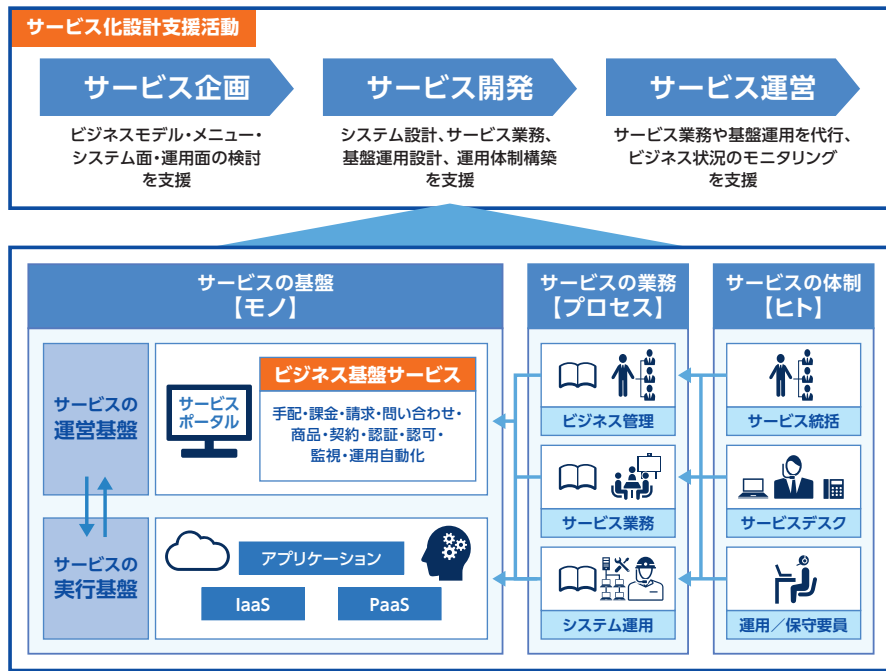 サービス化設計支援活動
サービス企画
ビジネスモデル・メニュー・
システム面・運用面の検討
を支援
サービス開発
システム設計、サービス業務、
基盤運用設計、運用体制構築
を支援
サービス運営
サービス業務や基盤運用を代行、
ビジネス状況のモニタリング
を支援
サービスの基盤
【モノ】
サービスの
運営基盤
サービス
ポータル
ビジネス基盤サービス
手配・課金・請求・問い合わせ・
商品・契約・認証・認可・
監視・運用自動化
サービスの
実行基盤
アプリケーション
IaaS
PaaS
サービスの業務
【プロセス】
ビジネス管理
サービス業務
システム運用
サービスの体制
【ヒト】
サービス統括
サービスデスク
運用／保守要員